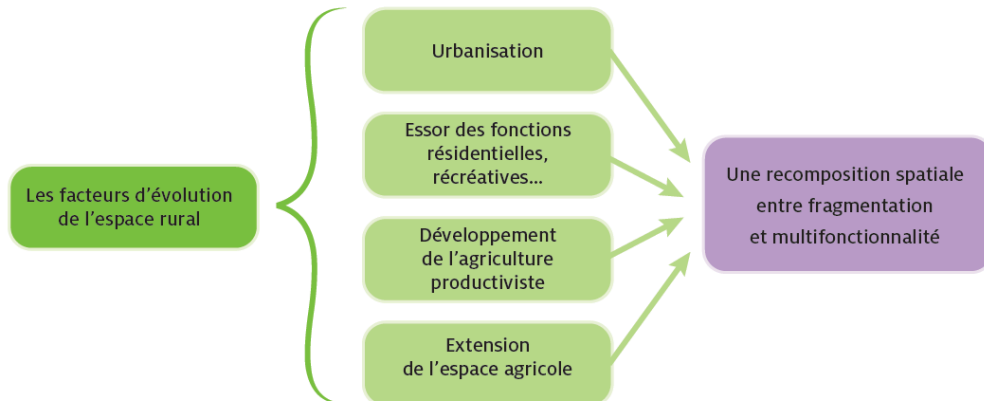 Les facteurs d’évolution
de l’espace rural
Urbanisation
Essor des fonctions
résidentielles,
récréatives...
Développement
de l’agriculture
productiviste
Extension
de l’espace agricole
Une recomposition spatiale
entre fragmentation
et multifonctionnalité